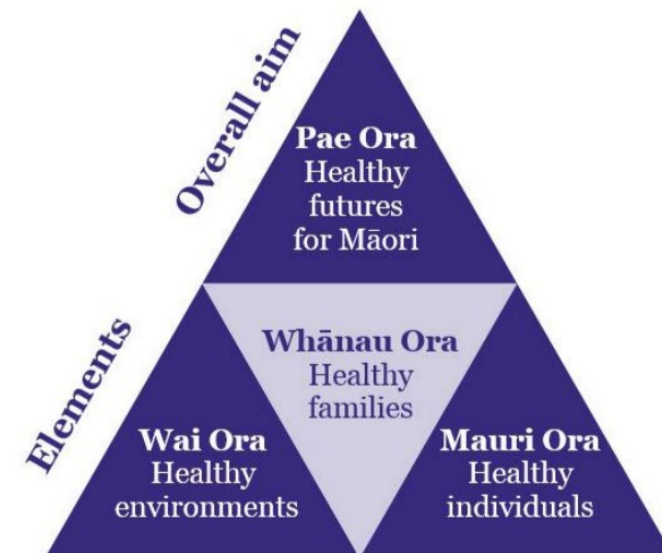 Overall aim
Pae Ora
Healthy
futures
for Māori
Elements
Whānau Ora
Healthy
families
Wai Ora
Healthy
environments
Mauri Ora
Healthy
individuals